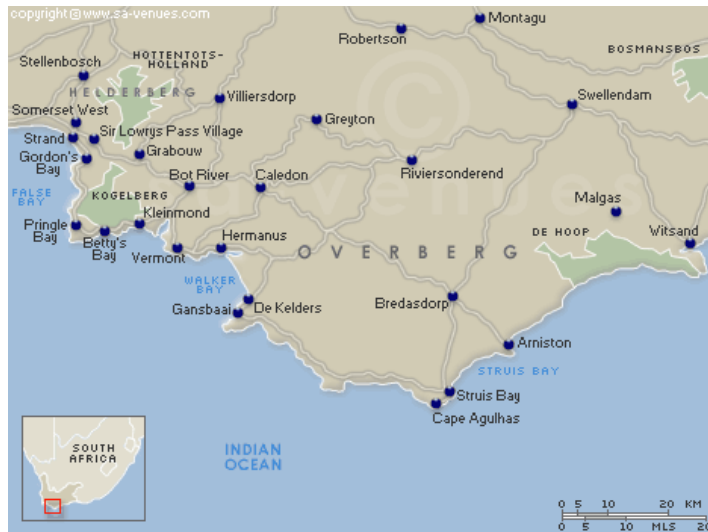 copyright@www.sa-venues.com
Montagu
Robertson
HOTTENTOTS-
HOLLAND
BOSMANSBOS
Stellenbosch
HELDERBERG
Villiersdorp
Swellendam
Somerset West
Greyton
Strand
Sir Lowrys Pass Village
Gordon's
Bay
Grabouw
Riviersonderend
Bot River
Caledon
FALSE
BAY
KOGELBERG
©
sa-venues
Malgas
Kleinmond
Pringle
Bay
Betty's
Bay
Vermont
Hermanus
OVERBERG
DE HOOP
Witsand
WALKER
BAY
De Kelders
Gansbaai
Bredasdorp
Arniston
STRUIS BAY
Struis Bay
Cape Agulhas
SOUTH
AFRICA
INDIAN
OCEAN
0 5 10 20 KM
0 5 10 MLS 20